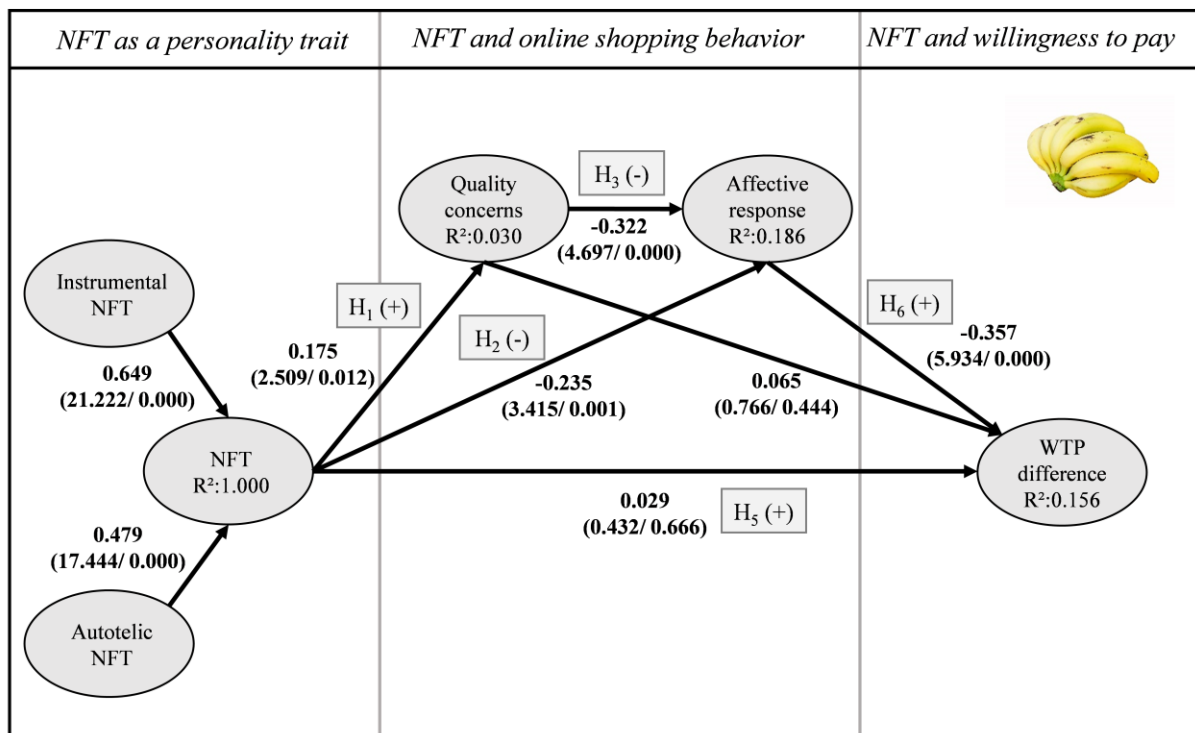 NFT as a personality trait
NFT and online shopping behavior
NFT and willingness to pay
Quality
concerns
R²:0.030
H₃ (-)
-0.322
(4.697/ 0.000)
Affective
response
R²:0.186
Instrumental
NFT
H₁ (+)
H₂ (-)
H₆ (+)
0.649
(21.222/ 0.000)
0.175
(2.509/ 0.012)
-0.235
(3.415/ 0.001)
0.065
(0.766/ 0.444)
-0.357
(5.934/ 0.000)
NFT
R²:1.000
WTP
difference
R²:0.156
0.029
(0.432/ 0.666)
H₅ (+)
0.479
(17.444/ 0.000)
Autotelic
NFT